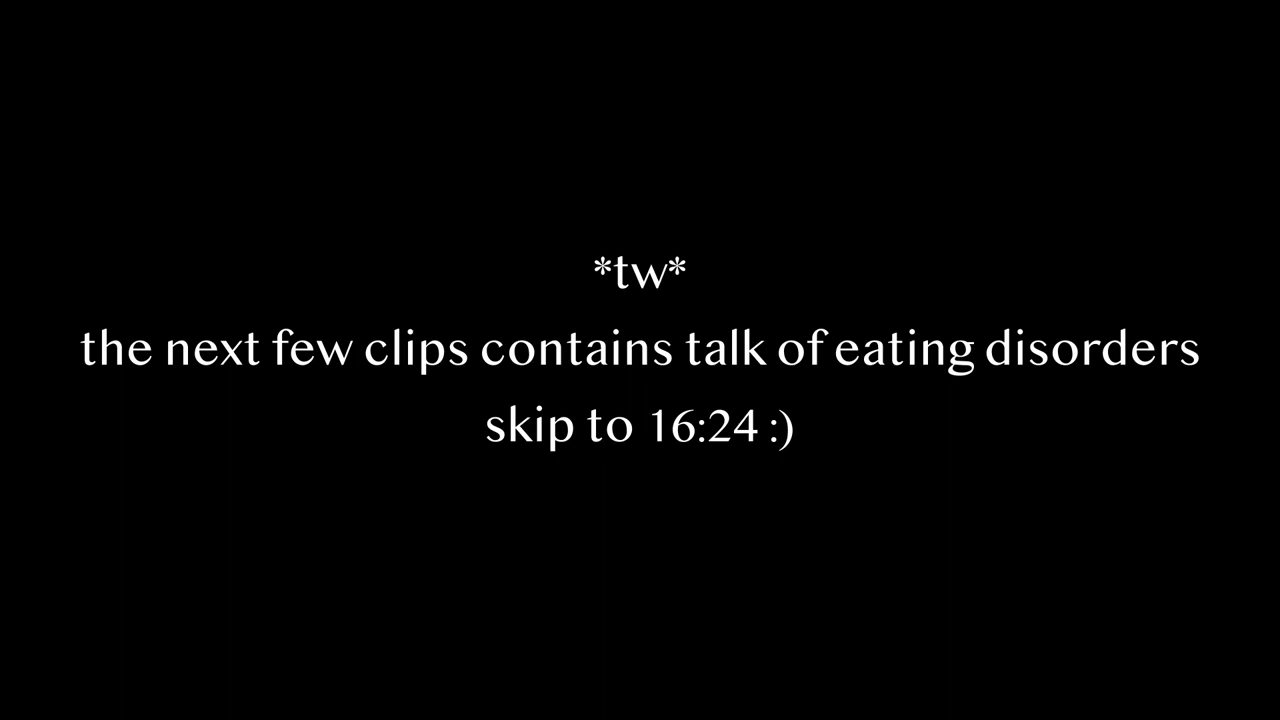 *tw*
the next few clips contains talk of eating disorders
skip to 16:24 :)